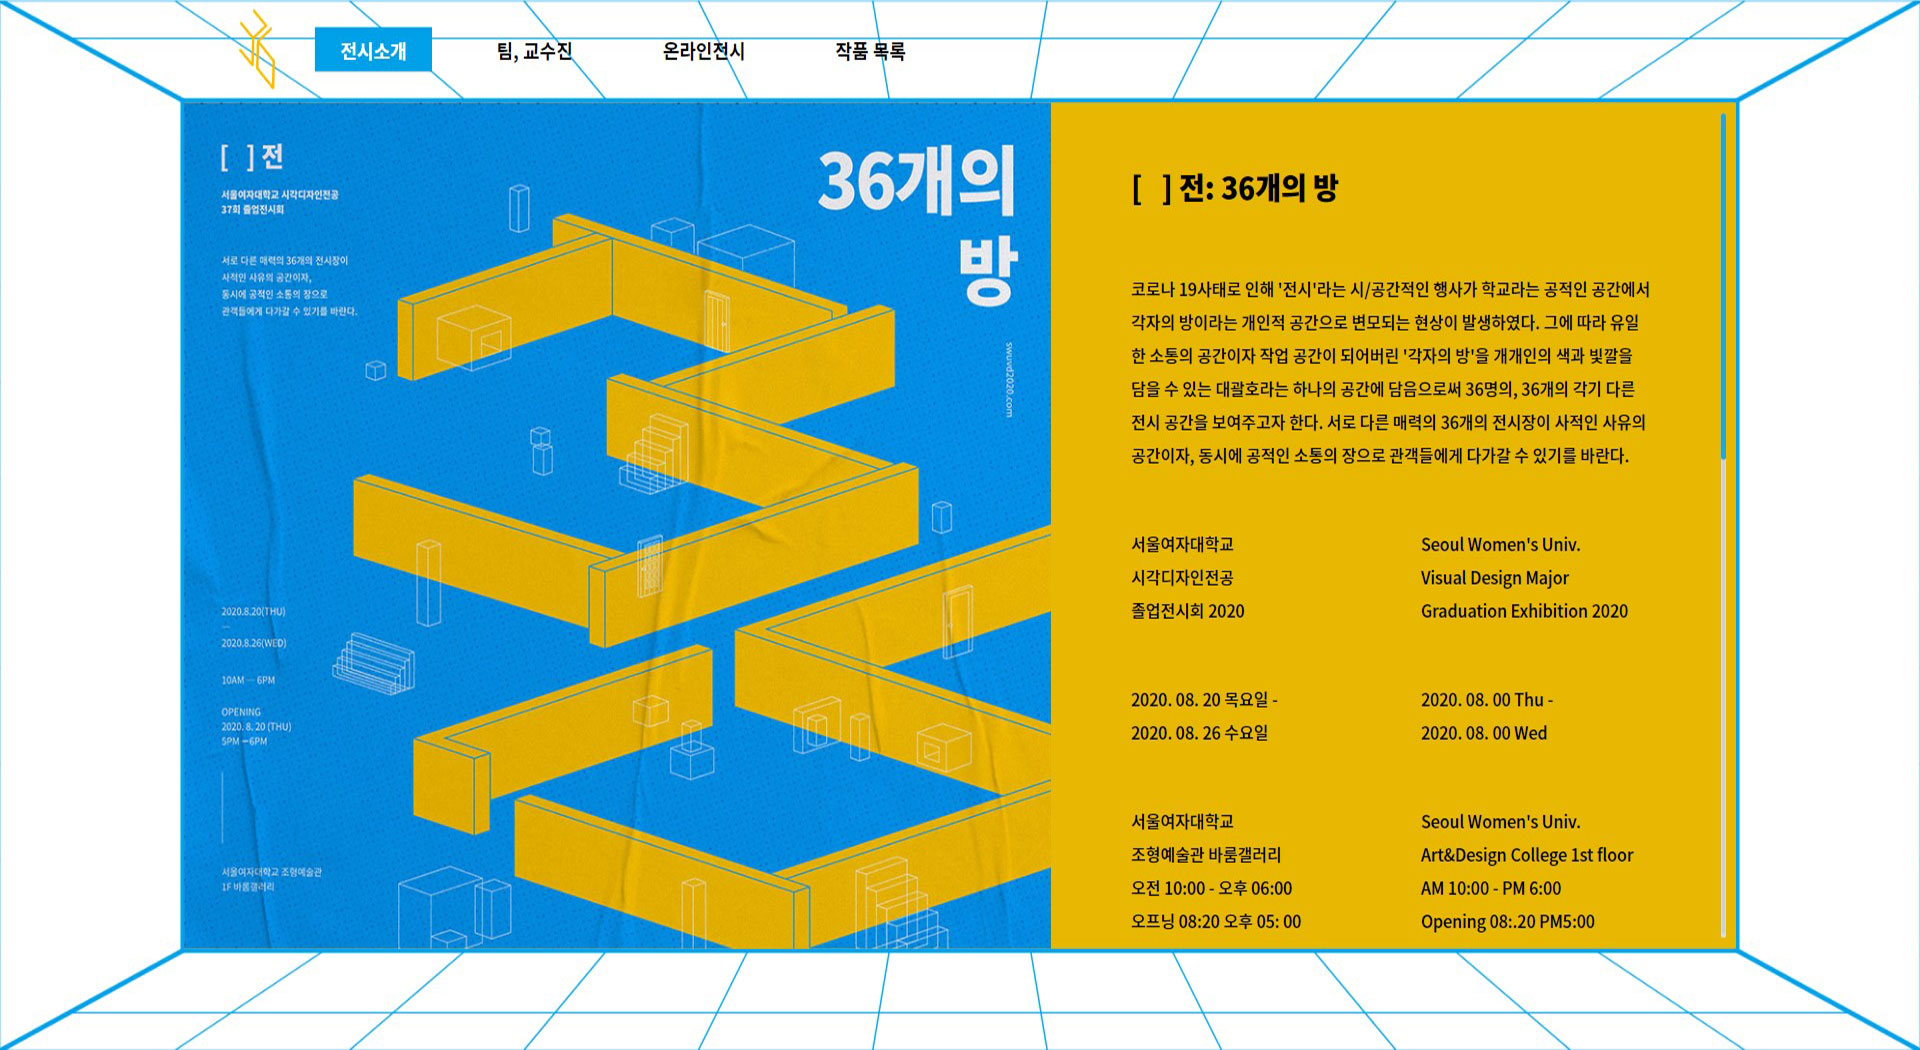 전시소개
팀, 교수진
온라인전시
작품 목록
[ ] 전
서울여자대학교 시각디자인전공
37회 졸업전시회
서로 다른 매력의 36개의 전시장이
사적인 사유의 공간이자,
동시에 공적인 소통의 장으로
관객들에게 다가갈 수 있기를 바란다.
36개의
방
swuvd2020.com
2020.8.20(THU)
—
2020.8.26(WED)
10AM — 6PM
OPENING
2020. 8. 20 (THU)
5PM —6PM
서울여자대학교 조형예술관
1F 바롬갤러리
[ ] 전: 36개의 방
코로나 19사태로 인해 '전시'라는 시/공간적인 행사가 학교라는 공적인 공간에서
각자의 방이라는 개인적 공간으로 변모되는 현상이 발생하였다. 그에 따라 유일
한 소통의 공간이자 작업 공간이 되어버린 '각자의 방'을 개개인의 색과 빛깔을
담을 수 있는 대괄호라는 하나의 공간에 담음으로써 36명의, 36개의 각기 다른
전시 공간을 보여주고자 한다. 서로 다른 매력의 36개의 전시장이 사적인 사유의
공간이자, 동시에 공적인 소통의 장으로 관객들에게 다가갈 수 있기를 바란다.
서울여자대학교
시각디자인전공
졸업전시회 2020
Seoul Women's Univ.
Visual Design Major
Graduation Exhibition 2020
2020. 08. 20 목요일 -
2020. 08. 26 수요일
2020. 08. 00 Thu -
2020. 08. 00 Wed
서울여자대학교
조형예술관 바롬갤러리
오전 10:00 - 오후 06:00
오프닝 08:20 오후 05: 00
Seoul Women's Univ.
Art&Design College 1st floor
AM 10:00 - PM 6:00
Opening 08:.20 PM5:00